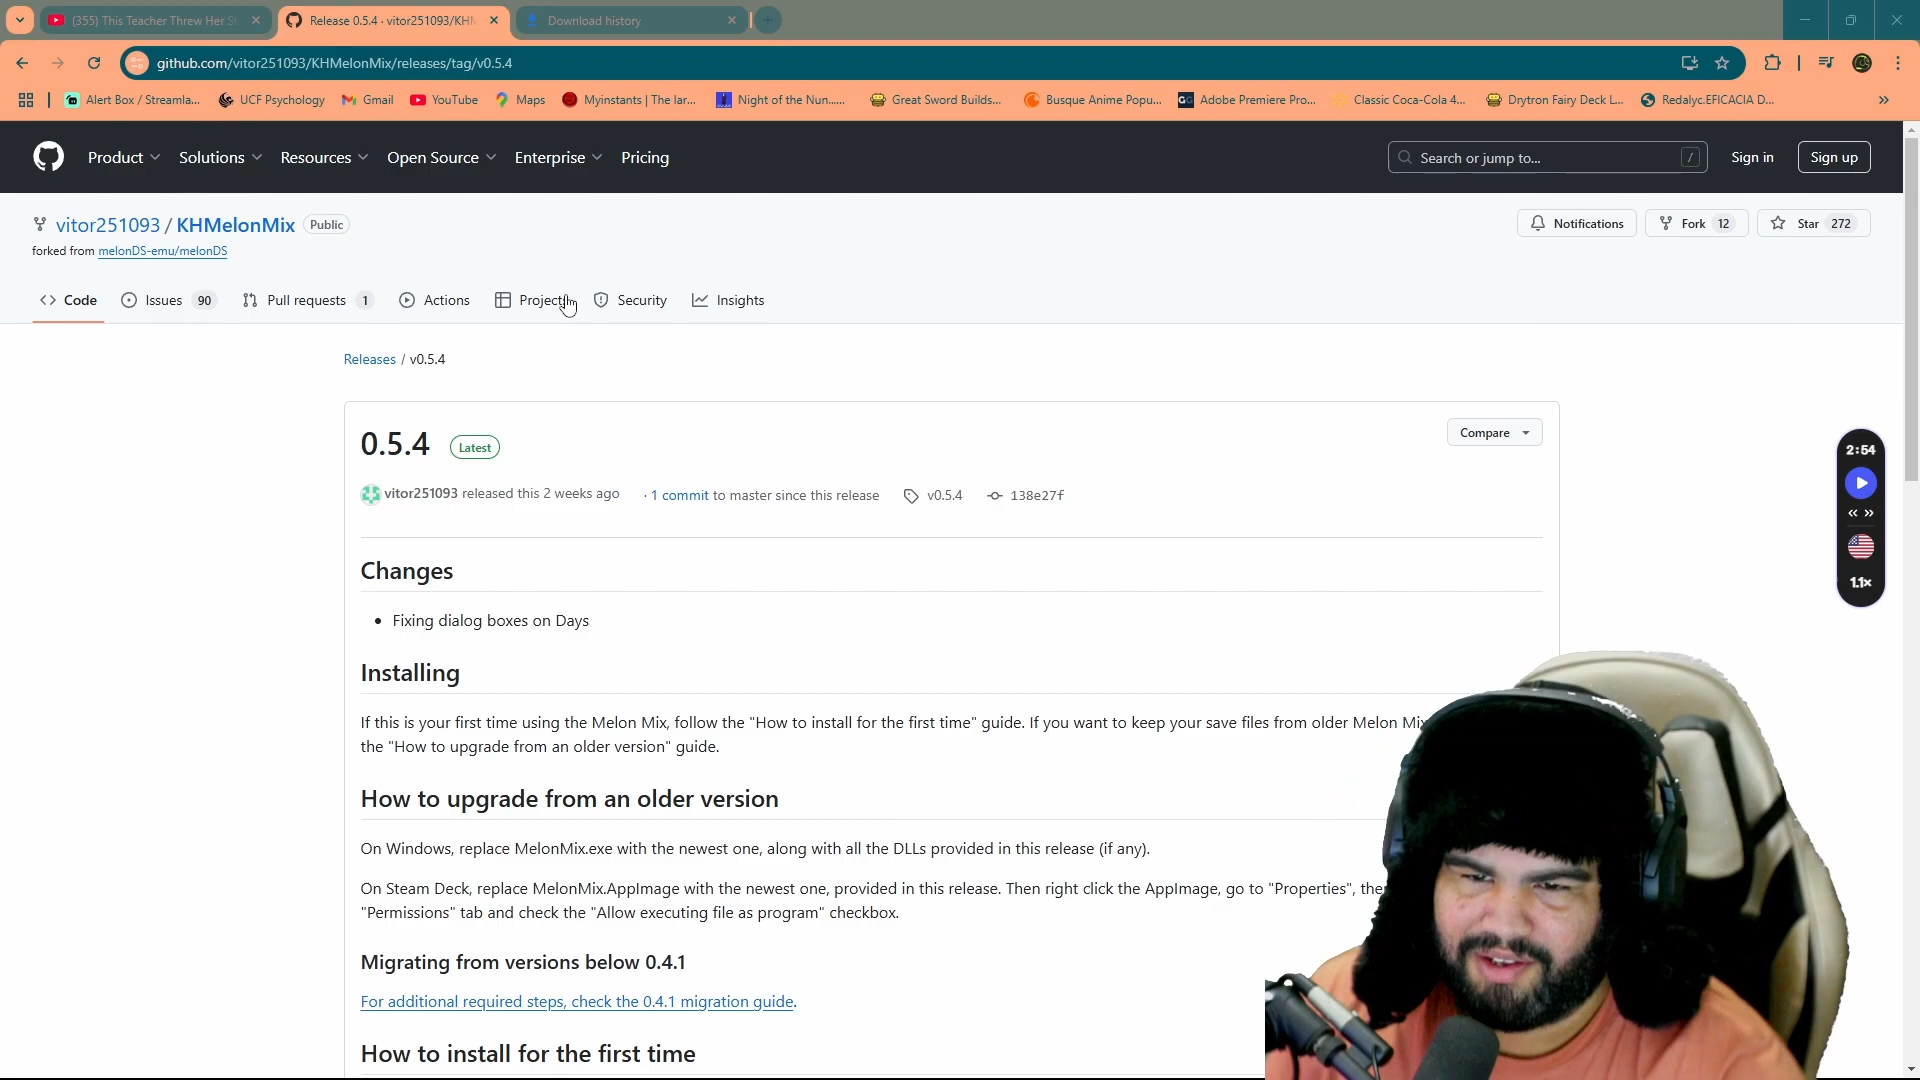 (355) This Teacher Threw Her S
Release 0.5.4 · vitor251093/KH
Download history
github.com/vitor251093/KHMelonMix/releases/tag/v0.5.4
Alert Box / Streamla...
UCF Psychology
Gmail
YouTube
Maps
Myinstants | The lar...
Night of the Nun......
Great Sword Builds...
Busque Anime Popu...
Adobe Premiere Pro...
Classic Coca-Cola 4...
Drytron Fairy Deck L...
Redalyc.EFICACIA D...
Product
Solutions
Resources
Open Source
Enterprise
Pricing
Search or jump to...
/
Sign in
Sign up
vitor251093 / KHMelonMix Public
forked from melonDS-emu/melonDS
Notifications
Fork 12
Star 272
Code
Issues 90
Pull requests 1
Actions
Projects
Security
Insights
Releases / v0.5.4
0.5.4 Latest
Compare
vitor251093 released this 2 weeks ago · 1 commit to master since this release v0.5.4 138e27f
Changes
• Fixing dialog boxes on Days
Installing
If this is your first time using the Melon Mix, follow the "How to install for the first time" guide. If you want to keep your save files from older Melon Mix
the "How to upgrade from an older version" guide.
How to upgrade from an older version
On Windows, replace MelonMix.exe with the newest one, along with all the DLLs provided in this release (if any).
On Steam Deck, replace MelonMix.AppImage with the newest one, provided in this release. Then right click the AppImage, go to "Properties", the
"Permissions" tab and check the "Allow executing file as program" checkbox.
Migrating from versions below 0.4.1
For additional required steps, check the 0.4.1 migration guide.
How to install for the first time
2:54
1.1×